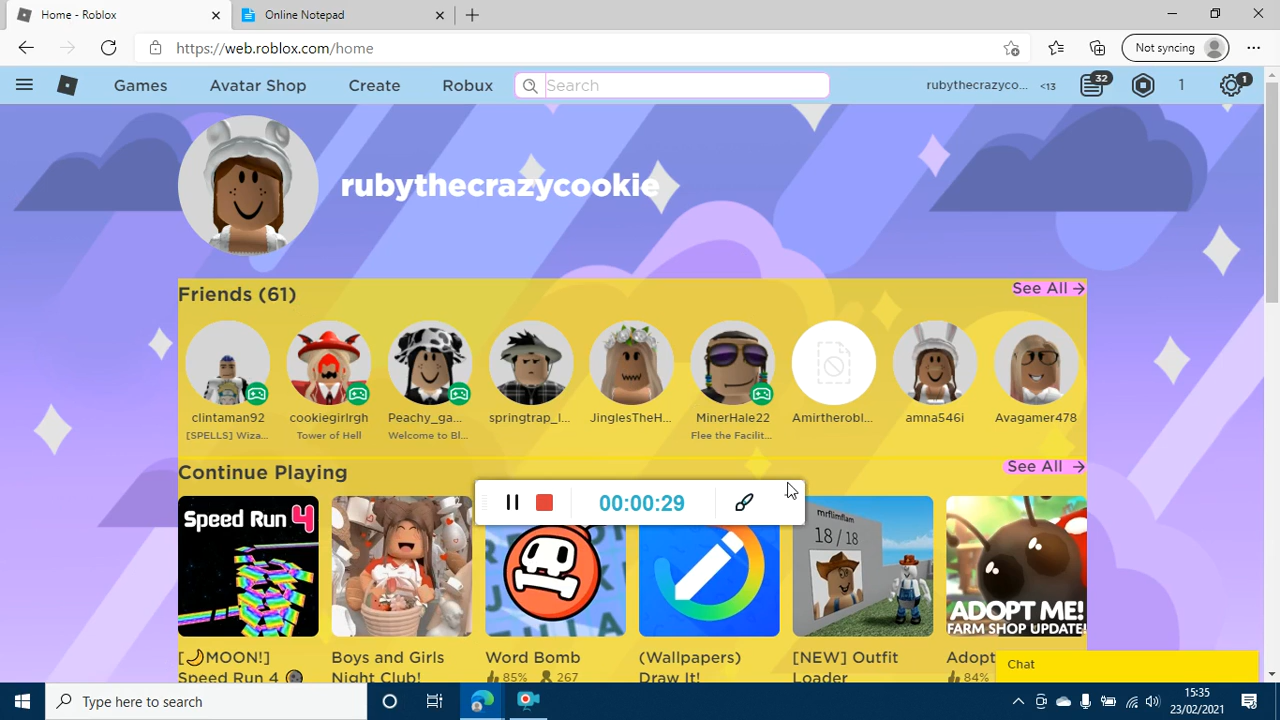 Home - Roblox
Online Notepad
https://web.roblox.com/home
Not syncing
Games
Avatar Shop
Create
Robux
Search
rubythecrazyco...
<13
32
1
1
rubythecrazycookie
Friends (61)
See All →
clintaman92
cookiegirlrgh
Peachy_ga...
springtrap_l...
JinglesTheH...
MinerHale22
Amirtherobl...
amna546i
Avagamer478
[SPELLS] Wiza...
Tower of Hell
Welcome to Bl...
Flee the Facilit...
Continue Playing
See All →
00:00:29
Speed Run 4
mrflimflam
18 / 18
ADOPT ME!
FARM SHOP UPDATE!
[🌙MOON!]
Speed Run 4
Boys and Girls
Night Club!
Word Bomb
85% 267
(Wallpapers)
Draw It!
[NEW] Outfit
Loader
Adopt
84%
Chat
Type here to search
15:35
23/02/2021